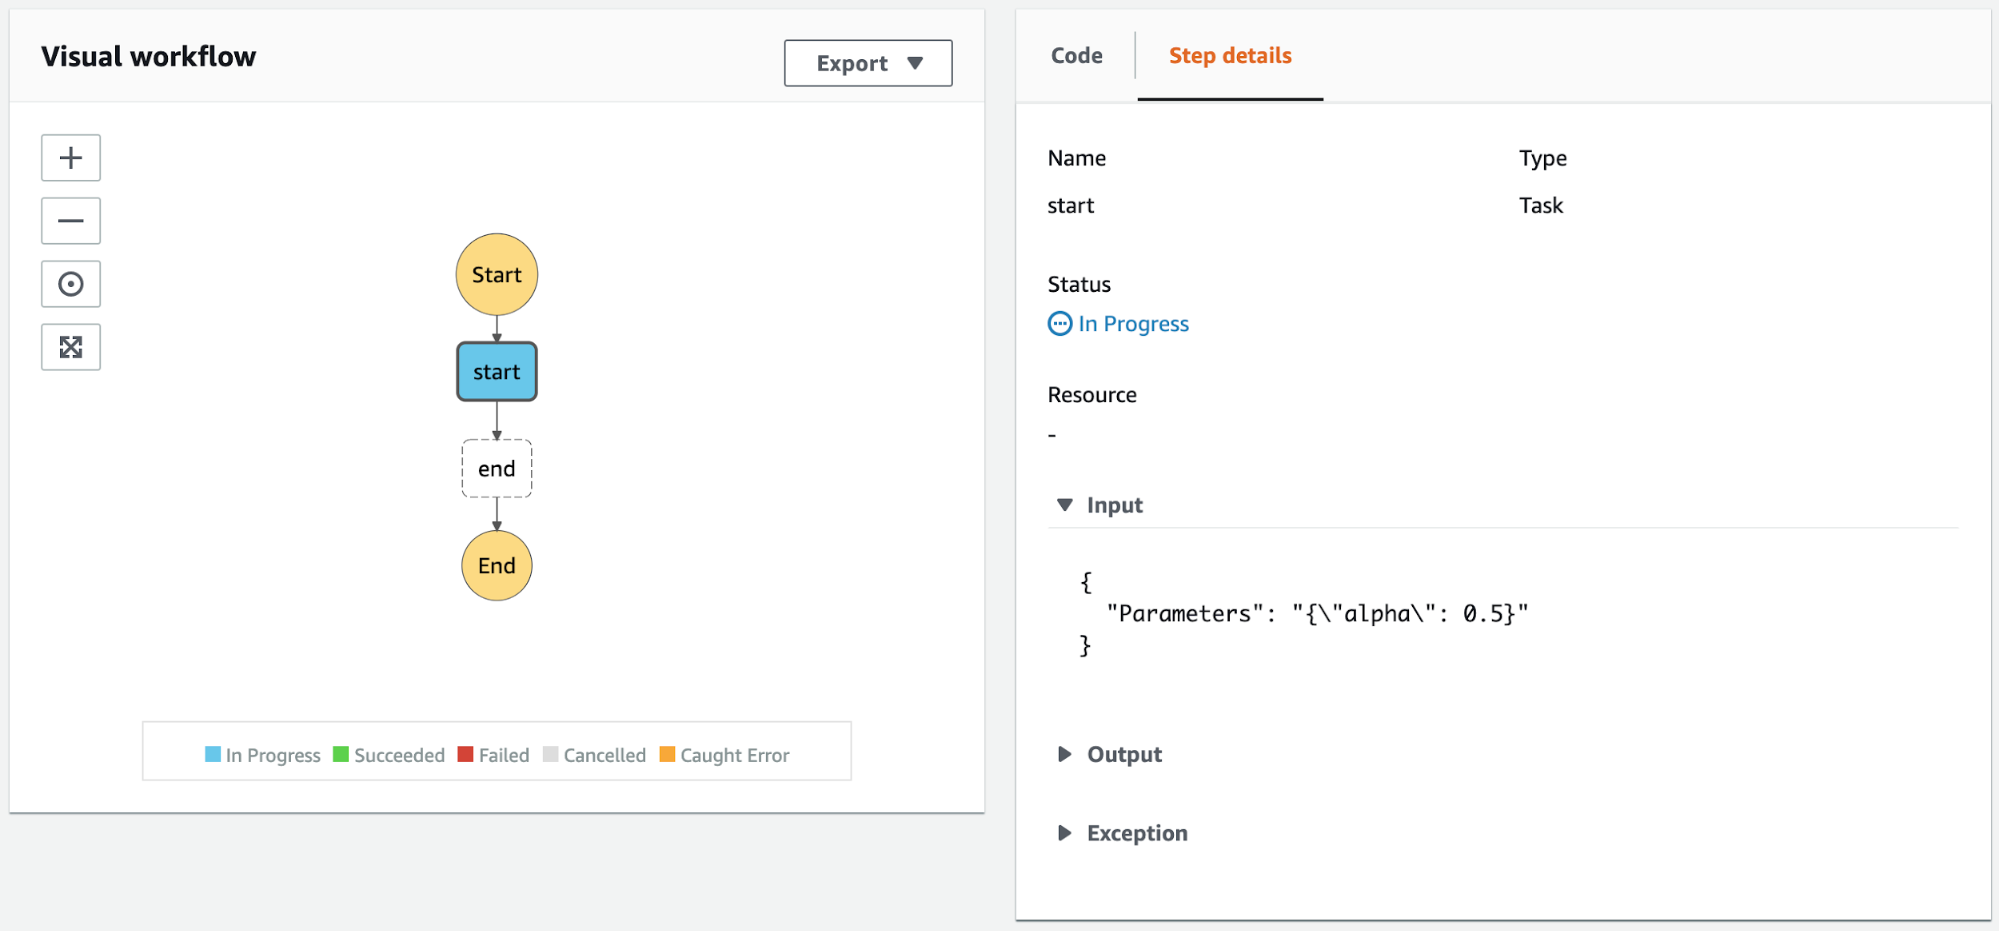 Visual workflow
Export
Start
start
end
End
In Progress Succeeded Failed Cancelled Caught Error
Code Step details
Name Type
start Task
Status
In Progress
Resource
-
Input
{
"Parameters": "{\"alpha\": 0.5}"
}
Output
Exception